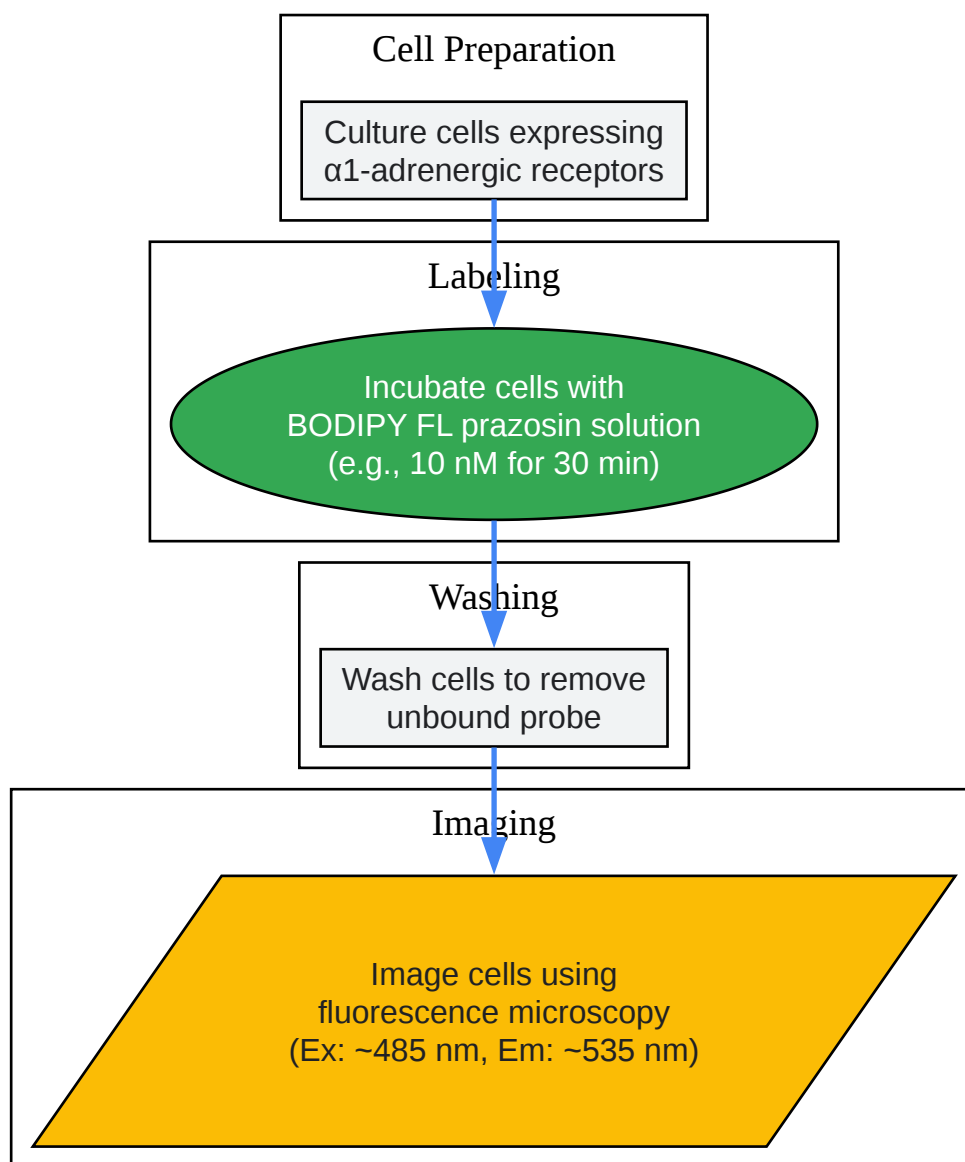 Cell Preparation
Culture cells expressing
α1-adrenergic receptors
Labeling
Incubate cells with
BODIPY FL prazosin solution
(e.g., 10 nM for 30 min)
Washing
Wash cells to remove
unbound probe
Imaging
Image cells using
fluorescence microscopy
(Ex: ~485 nm, Em: ~535 nm)